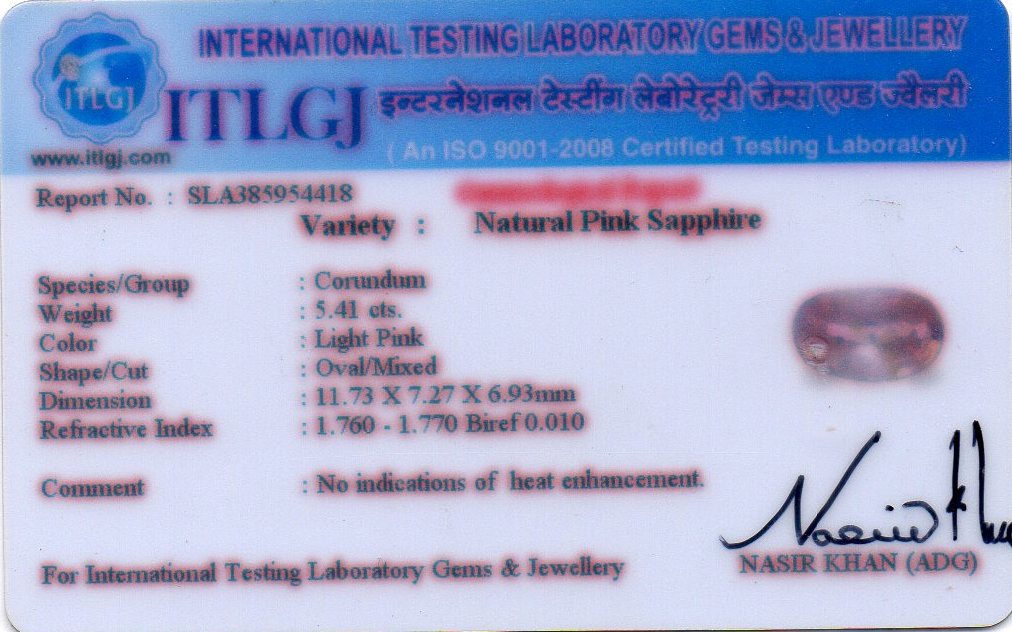 INTERNATIONAL TESTING LABORATORY GEMS & JEWELLERY
ITLGJ
ITLGJ इन्टरनेशनल टेस्टींग लेबोरेट्ररी जेम्स एण्ड ज्वैलरी
www.itlgj.com
( An ISO 9001-2008 Certified Testing Laboratory)
Report No. : SLA385954418
Variety : Natural Pink Sapphire
Species/Group : Corundum
Weight : 5.41 cts.
Color : Light Pink
Shape/Cut : Oval/Mixed
Dimension : 11.73 X 7.27 X 6.93mm
Refractive Index : 1.760 - 1.770 Biref 0.010
Comment : No indications of heat enhancement.
NASIR KHAN (ADG)
For International Testing Laboratory Gems & Jewellery